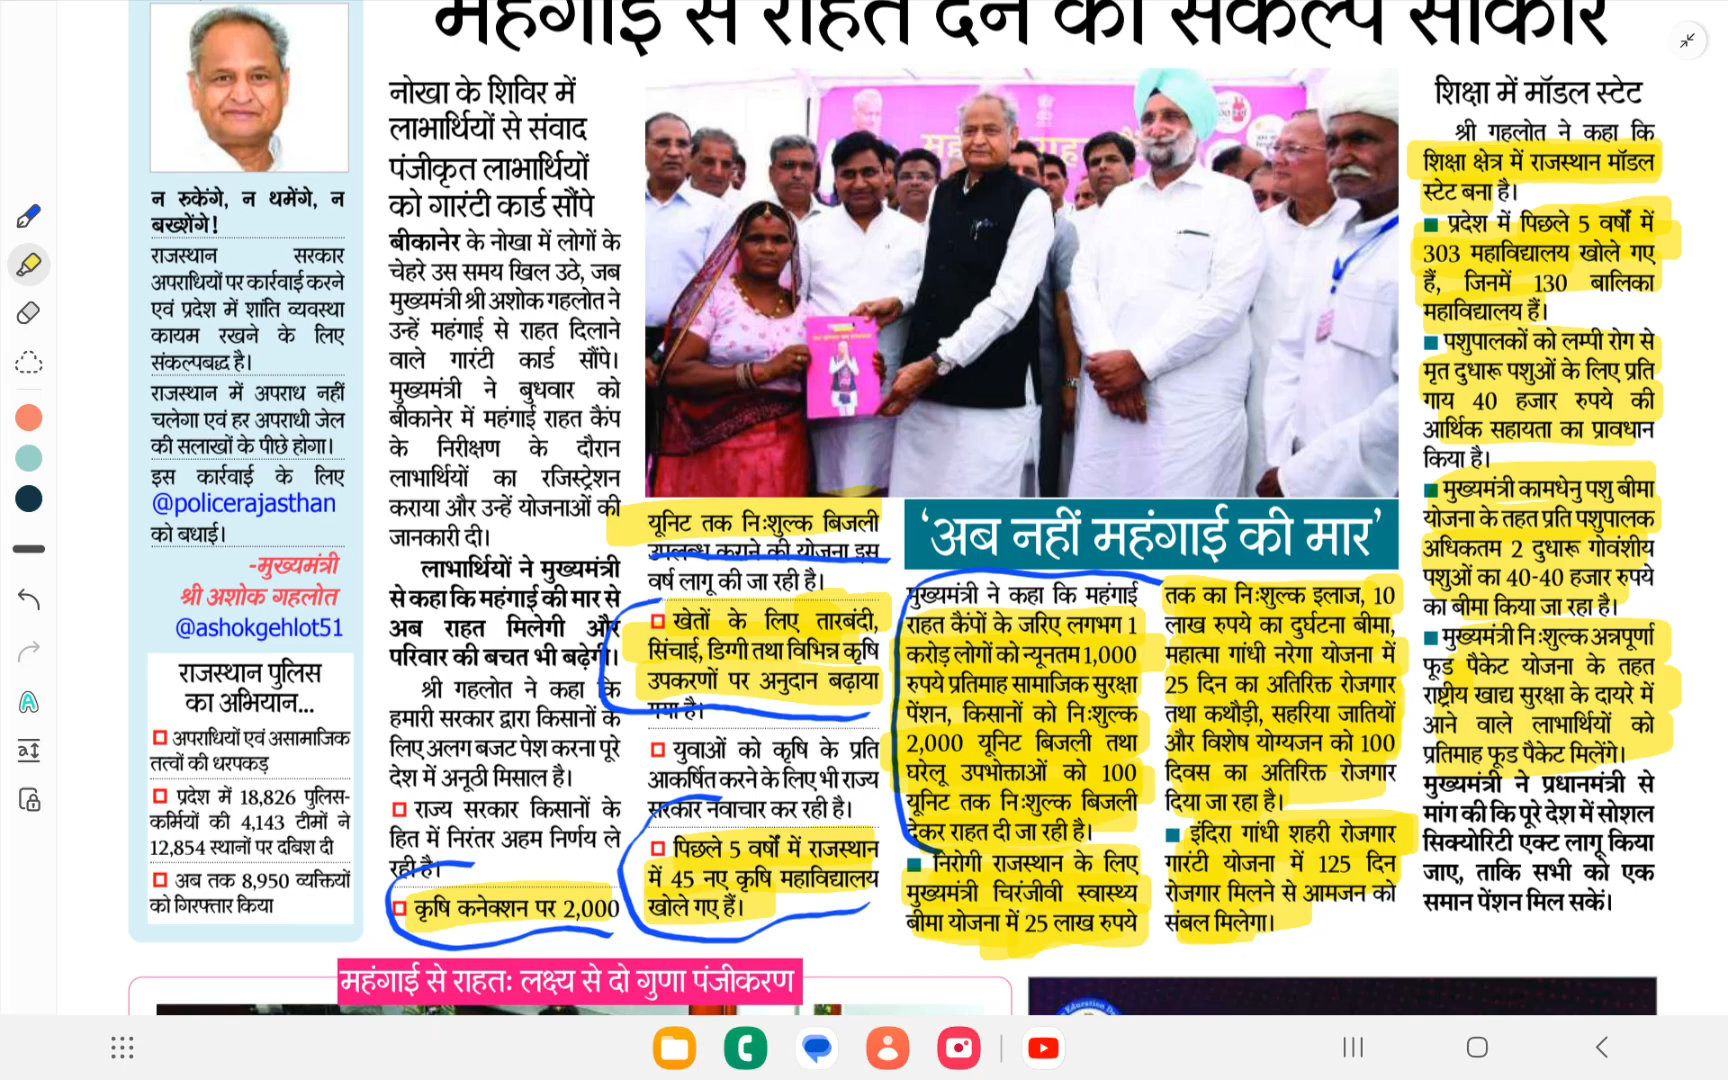 महंगाई से राहत देने का संकल्प साकार
न रुकेंगे, न थमेंगे, न
बख्शेंगे!
राजस्थान सरकार
अपराधियों पर कार्रवाई करने
एवं प्रदेश में शांति व्यवस्था
कायम रखने के लिए
संकल्पबद्ध है।
राजस्थान में अपराध नहीं
चलेगा एवं हर अपराधी जेल
की सलाखों के पीछे होगा।
इस कार्रवाई के लिए
@policerajasthan
को बधाई।
-मुख्यमंत्री
श्री अशोक गहलोत
@ashokgehlot51
राजस्थान पुलिस
का अभियान...
अपराधियों एवं असामाजिक
तत्वों की धरपकड़
प्रदेश में 18,826 पुलिस-
कर्मियों की 4,143 टीमों ने
12,854 स्थानों पर दबिश दी
अब तक 8,950 व्यक्तियों
को गिरफ्तार किया
नोखा के शिविर में
लाभार्थियों से संवाद
पंजीकृत लाभार्थियों
को गारंटी कार्ड सौंपे
बीकानेर के नोखा में लोगों के
चेहरे उस समय खिल उठे, जब
मुख्यमंत्री श्री अशोक गहलोत ने
उन्हें महंगाई से राहत दिलाने
वाले गारंटी कार्ड सौंपे।
मुख्यमंत्री ने बुधवार को
बीकानेर में महंगाई राहत कैंप
के निरीक्षण के दौरान
लाभार्थियों का रजिस्ट्रेशन
कराया और उन्हें योजनाओं की
जानकारी दी।
लाभार्थियों ने मुख्यमंत्री
से कहा कि महंगाई की मार से
अब राहत मिलेगी और
परिवार की बचत भी बढ़ेगी।
श्री गहलोत ने कहा कि
हमारी सरकार द्वारा किसानों के
लिए अलग बजट पेश करना पूरे
देश में अनूठी मिसाल है।
राज्य सरकार किसानों के
हित में निरंतर अहम निर्णय ले
रही है।
कृषि कनेक्शन पर 2,000
यूनिट तक निःशुल्क बिजली
उपलब्ध कराने की योजना इस
वर्ष लागू की जा रही है।
खेतों के लिए तारबंदी,
सिंचाई, डिग्गी तथा विभिन्न कृषि
उपकरणों पर अनुदान बढ़ाया
गया है।
युवाओं को कृषि के प्रति
आकर्षित करने के लिए भी राज्य
सरकार नवाचार कर रही है।
पिछले 5 वर्षों में राजस्थान
में 45 नए कृषि महाविद्यालय
खोले गए हैं।
‘अब नहीं महंगाई की मार’
मुख्यमंत्री ने कहा कि महंगाई
राहत कैंपों के जरिए लगभग 1
करोड़ लोगों को न्यूनतम 1,000
रुपये प्रतिमाह सामाजिक सुरक्षा
पेंशन, किसानों को निःशुल्क
2,000 यूनिट बिजली तथा
घरेलू उपभोक्ताओं को 100
यूनिट तक निःशुल्क बिजली
देकर राहत दी जा रही है।
निरोगी राजस्थान के लिए
मुख्यमंत्री चिरंजीवी स्वास्थ्य
बीमा योजना में 25 लाख रुपये
तक का निःशुल्क इलाज, 10
लाख रुपये का दुर्घटना बीमा,
महात्मा गांधी नरेगा योजना में
25 दिन का अतिरिक्त रोजगार
तथा कथौड़ी, सहरिया जातियों
और विशेष योग्यजन को 100
दिवस का अतिरिक्त रोजगार
दिया जा रहा है।
इंदिरा गांधी शहरी रोजगार
गारंटी योजना में 125 दिन
रोजगार मिलने से आमजन को
संबल मिलेगा।
शिक्षा में मॉडल स्टेट
श्री गहलोत ने कहा कि
शिक्षा क्षेत्र में राजस्थान मॉडल
स्टेट बना है।
प्रदेश में पिछले 5 वर्षों में
303 महाविद्यालय खोले गए
हैं, जिनमें 130 बालिका
महाविद्यालय हैं।
पशुपालकों को लम्पी रोग से
मृत दुधारू पशुओं के लिए प्रति
गाय 40 हजार रुपये की
आर्थिक सहायता का प्रावधान
किया है।
मुख्यमंत्री कामधेनु पशु बीमा
योजना के तहत प्रति पशुपालक
अधिकतम 2 दुधारू गोवंशीय
पशुओं का 40-40 हजार रुपये
का बीमा किया जा रहा है।
मुख्यमंत्री निःशुल्क अन्नपूर्णा
फूड पैकेट योजना के तहत
राष्ट्रीय खाद्य सुरक्षा के दायरे में
आने वाले लाभार्थियों को
प्रतिमाह फूड पैकेट मिलेंगे।
मुख्यमंत्री ने प्रधानमंत्री से
मांग की कि पूरे देश में सोशल
सिक्योरिटी एक्ट लागू किया
जाए, ताकि सभी को एक
समान पेंशन मिल सकें।
महंगाई से राहतः लक्ष्य से दो गुणा पंजीकरण